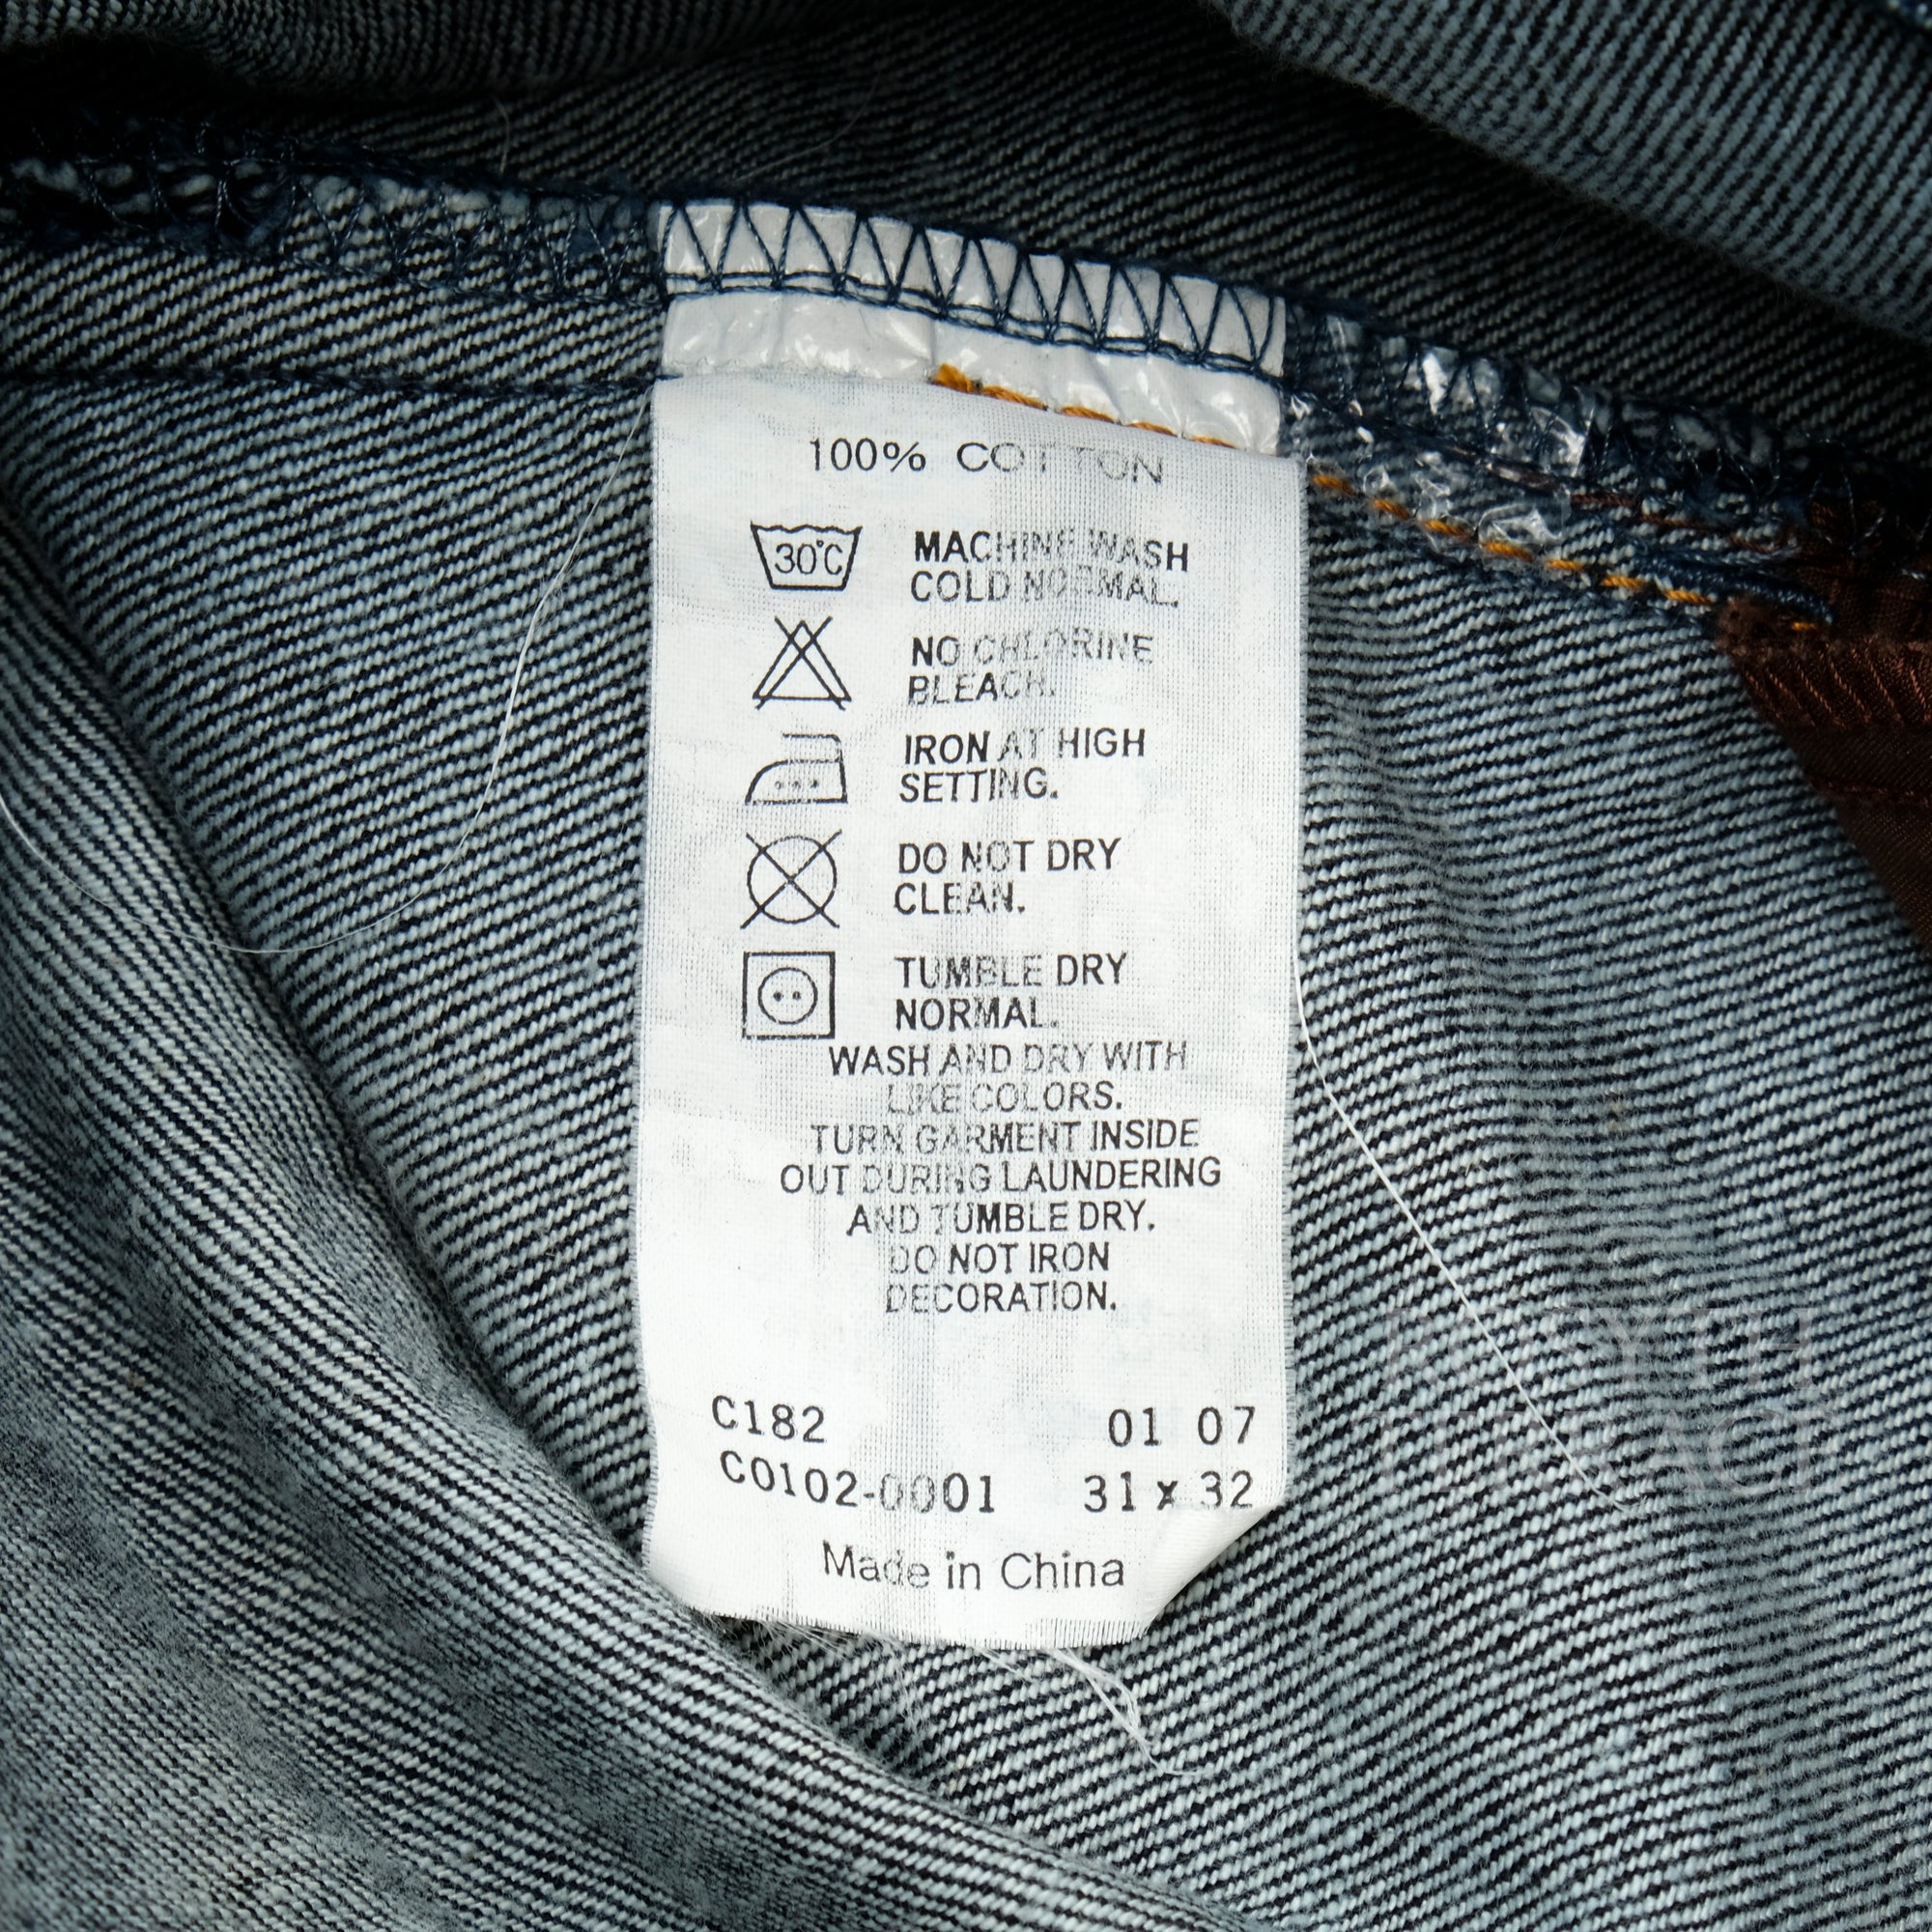 100% COTTON
30°C MACHINE WASH
COLD NORMAL.
NO CHLORINE
BLEACH.
IRON AT HIGH
SETTING.
DO NOT DRY
CLEAN.
TUMBLE DRY
NORMAL.
WASH AND DRY WITH
LIKE COLORS.
TURN GARMENT INSIDE
OUT DURING LAUNDERING
AND TUMBLE DRY.
DO NOT IRON
DECORATION.
C182 01 07
C0102-0001 31 x 32
Made in China